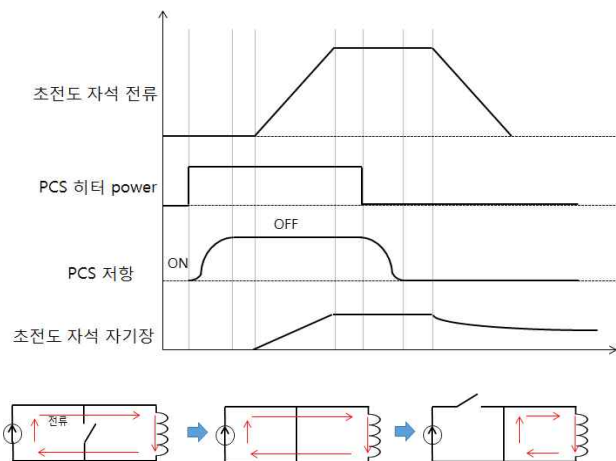 초전도 자석 전류
PCS 히터 power
OFF
ON
PCS 저항
초전도 자석 자기장
전류